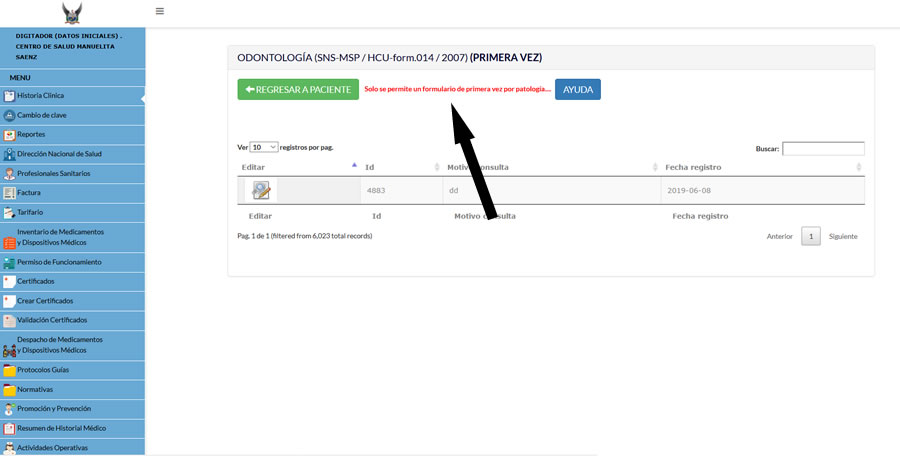 DIGITADOR (DATOS INICIALES) .
CENTRO DE SALUD MANUELITA
SAENZ
MENU
Historia Clínica
Cambio de clave
Reportes
Dirección Nacional de Salud
Profesionales Sanitarios
Factura
Tarifario
Inventario de Medicamentos
y Dispositivos Médicos
Permiso de Funcionamiento
Certificados
Crear Certificados
Validación Certificados
Despacho de Medicamentos
y Dispositivos Médicos
Protocolos Guías
Normativas
Promoción y Prevención
Resumen de Historial Médico
Actividades Operativas
ODONTOLOGÍA (SNS-MSP / HCU-form.014 / 2007) (PRIMERA VEZ)
REGRESAR A PACIENTE Solo se permite un formulario de primera vez por patología... AYUDA
Ver 10 registros por pag. Buscar:
Editar Id Motivo consulta Fecha registro
4883 dd 2019-06-08
Editar Id Motivo consulta Fecha registro
Pag. 1 de 1 (filtered from 6,023 total records) Anterior 1 Siguiente